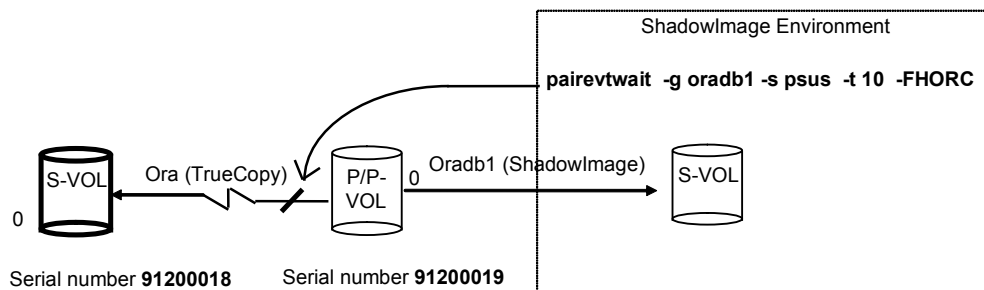 ShadowImage Environment
pairevtwait -g oradb1 -s psus -t 10 -FHORC
S-VOL
Ora (TrueCopy)
P/P-
VOL
0
Oradb1 (ShadowImage)
S-VOL
0
Serial number 91200018
Serial number 91200019